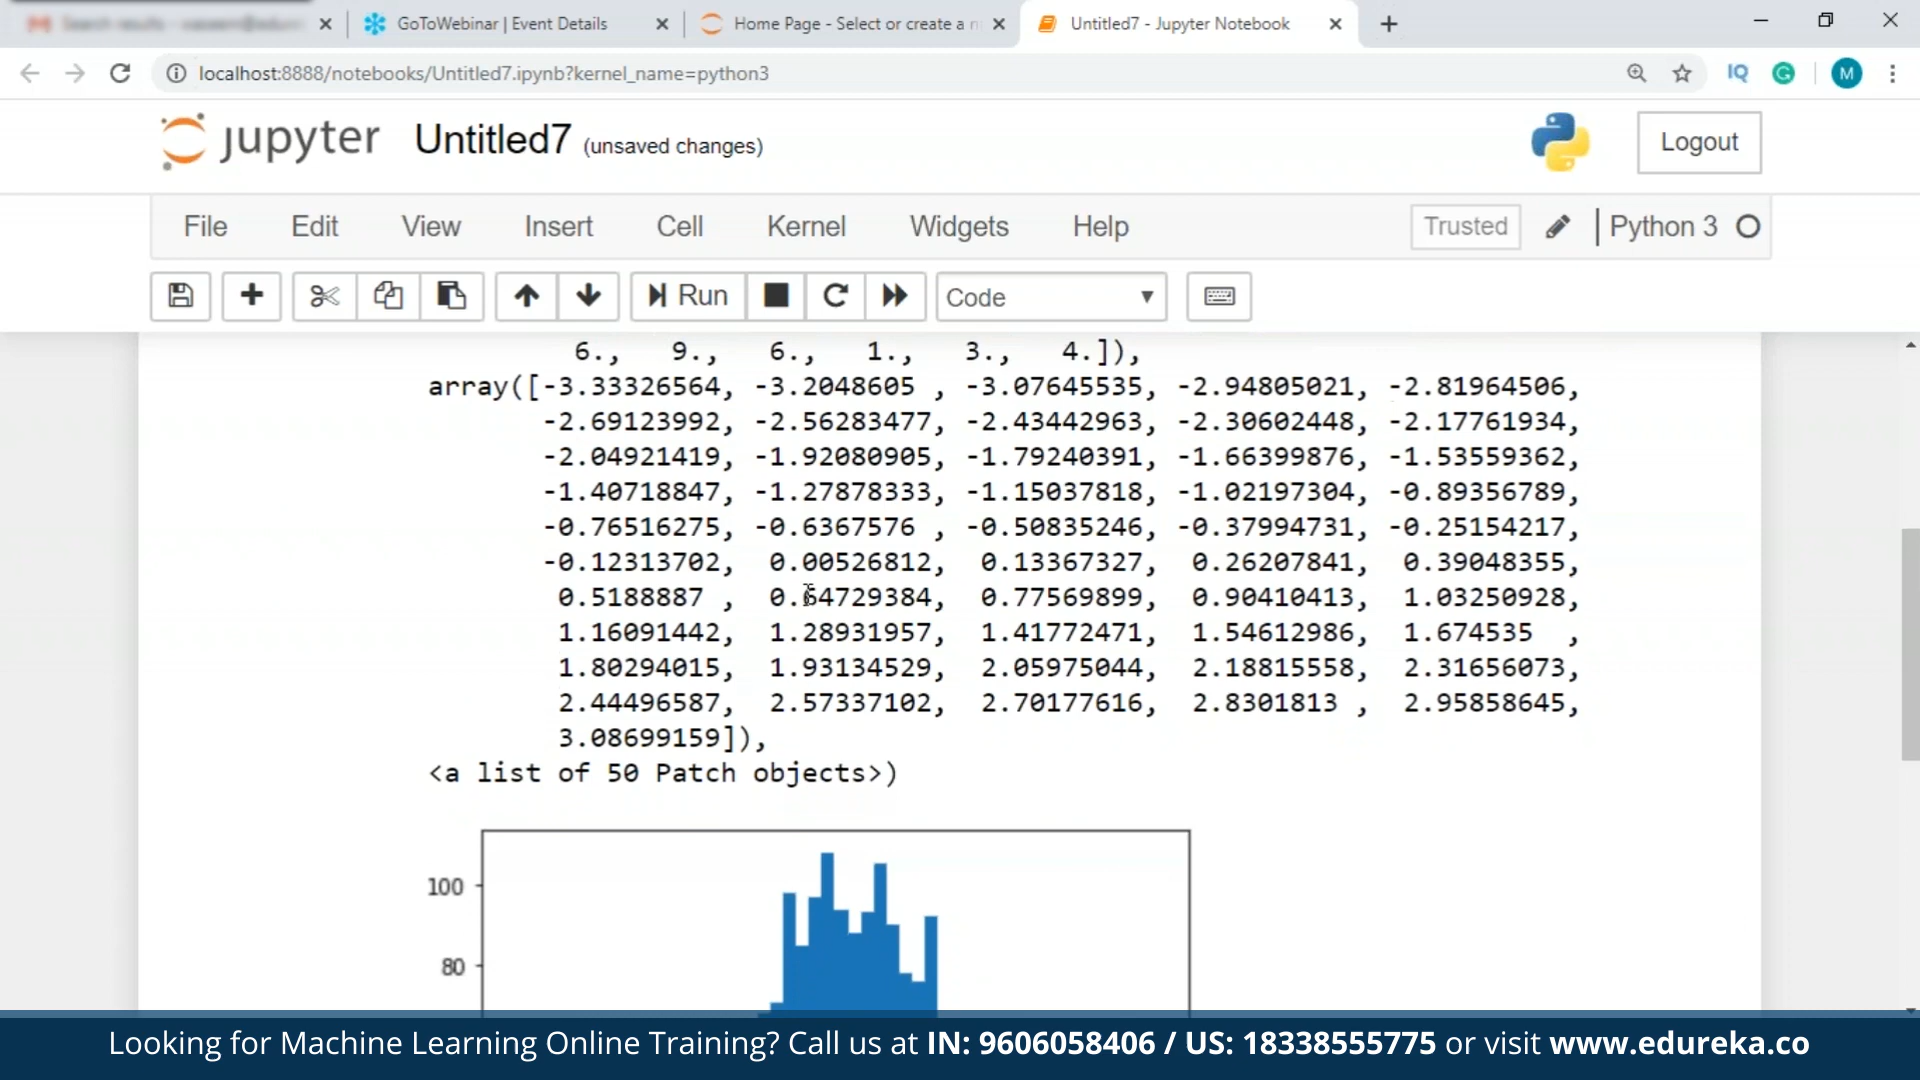 GoToWebinar | Event Details
Home Page - Select or create a n
Untitled7 - Jupyter Notebook
localhost:8888/notebooks/Untitled7.ipynb?kernel_name=python3
IQ
G
M
jupyter Untitled7 (unsaved changes)
Logout
File Edit View Insert Cell Kernel Widgets Help Trusted Python 3
Run Code
6., 9., 6., 1., 3., 4.]),
array([-3.33326564, -3.2048605 , -3.07645535, -2.94805021, -2.81964506,
-2.69123992, -2.56283477, -2.43442963, -2.30602448, -2.17761934,
-2.04921419, -1.92080905, -1.79240391, -1.66399876, -1.53559362,
-1.40718847, -1.27878333, -1.15037818, -1.02197304, -0.89356789,
-0.76516275, -0.6367576 , -0.50835246, -0.37994731, -0.25154217,
-0.12313702, 0.00526812, 0.13367327, 0.26207841, 0.39048355,
0.5188887 , 0.64729384, 0.77569899, 0.90410413, 1.03250928,
1.16091442, 1.28931957, 1.41772471, 1.54612986, 1.674535 ,
1.80294015, 1.93134529, 2.05975044, 2.18815558, 2.31656073,
2.44496587, 2.57337102, 2.70177616, 2.8301813 , 2.95858645,
3.08699159]),
<a list of 50 Patch objects>)
100
80
Looking for Machine Learning Online Training? Call us at IN: 9606058406 / US: 18338555775 or visit www.edureka.co